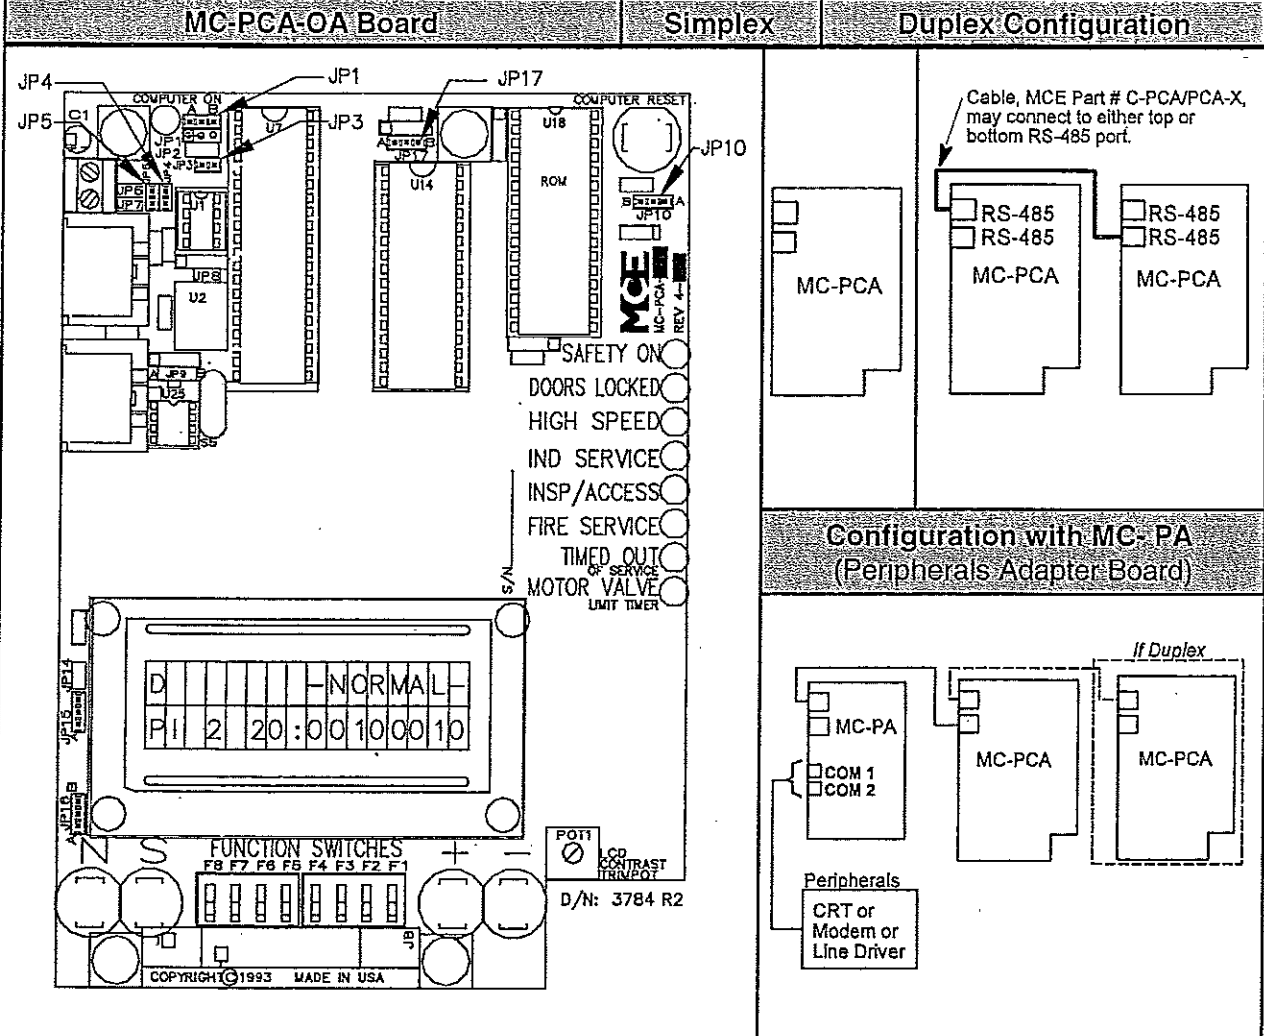 MC-PCA-OA Board
Simplex
Duplex Configuration
JP4
JP5
JP1
JP3
JP17
JP10
COMPUTER ON
A B
C1
JP1
JP2
JP3
JP5
JP4
JP6
JP7
U1
U7
A B
JP17
U14
U18
ROM
COMPUTER RESET
B A
JP10
JP8
U2
A JP9 B
U25
S5
MCE
MC-PCA-
REV 4-
SAFETY ON
DOORS LOCKED
HIGH SPEED
IND SERVICE
INSP/ACCESS
FIRE SERVICE
TIMED OUT
OF SERVICE
MOTOR VALVE
LIMIT TIMER
S/N
JP14
JP15
A
JP16
A B
D -NORMAL-
PI 2 20:00100010
N S
FUNCTION SWITCHES
F8 F7 F6 F5 F4 F3 F2 F1
+ -
POT1
LCD
CONTRAST
TRIMPOT
D/N: 3784 R2
JB
COPYRIGHT © 1993 MADE IN USA
MC-PCA
Cable, MCE Part # C-PCA/PCA-X,
may connect to either top or
bottom RS-485 port.
RS-485
RS-485
MC-PCA
RS-485
RS-485
MC-PCA
Configuration with MC- PA
(Peripherals Adapter Board)
If Duplex
MC-PA
COM 1
COM 2
MC-PCA
MC-PCA
Peripherals
CRT or
Modem or
Line Driver